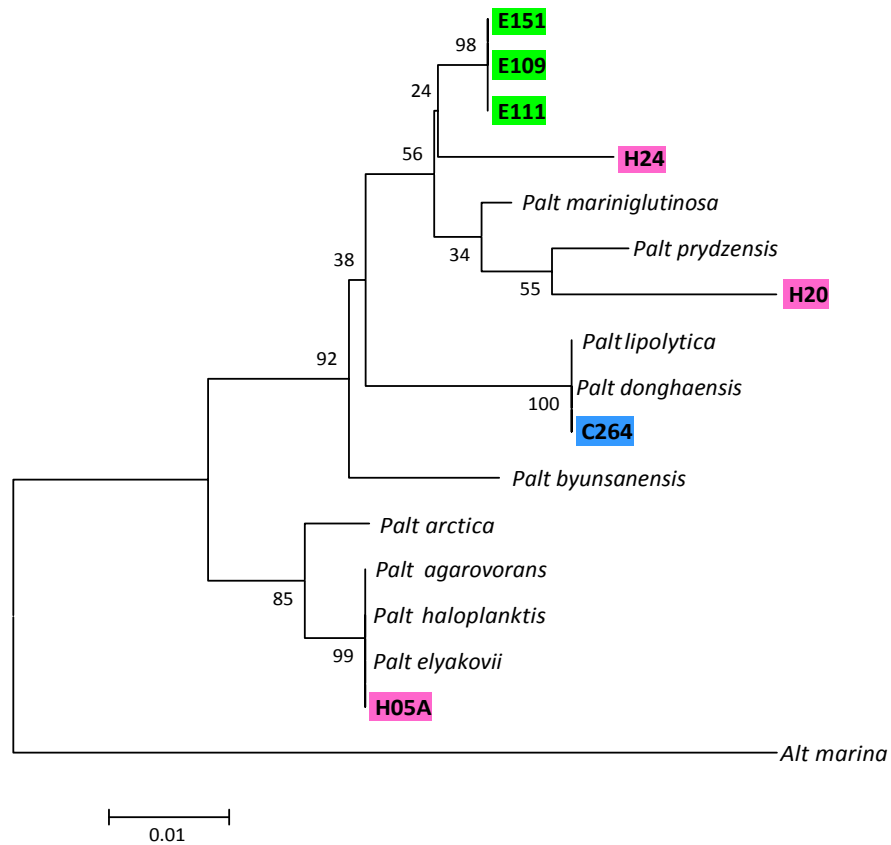 E151
98
E109
24
E111
56
H24
Palt mariniglutinosa
34
Palt prydzensis
38
55
H20
Palt lipolytica
92
Palt donghaensis
100
C264
Palt byunsanensis
Palt arctica
Palt agarovorans
85
Palt haloplanktis
99
Palt elyakovii
H05A
Alt marina
0.01